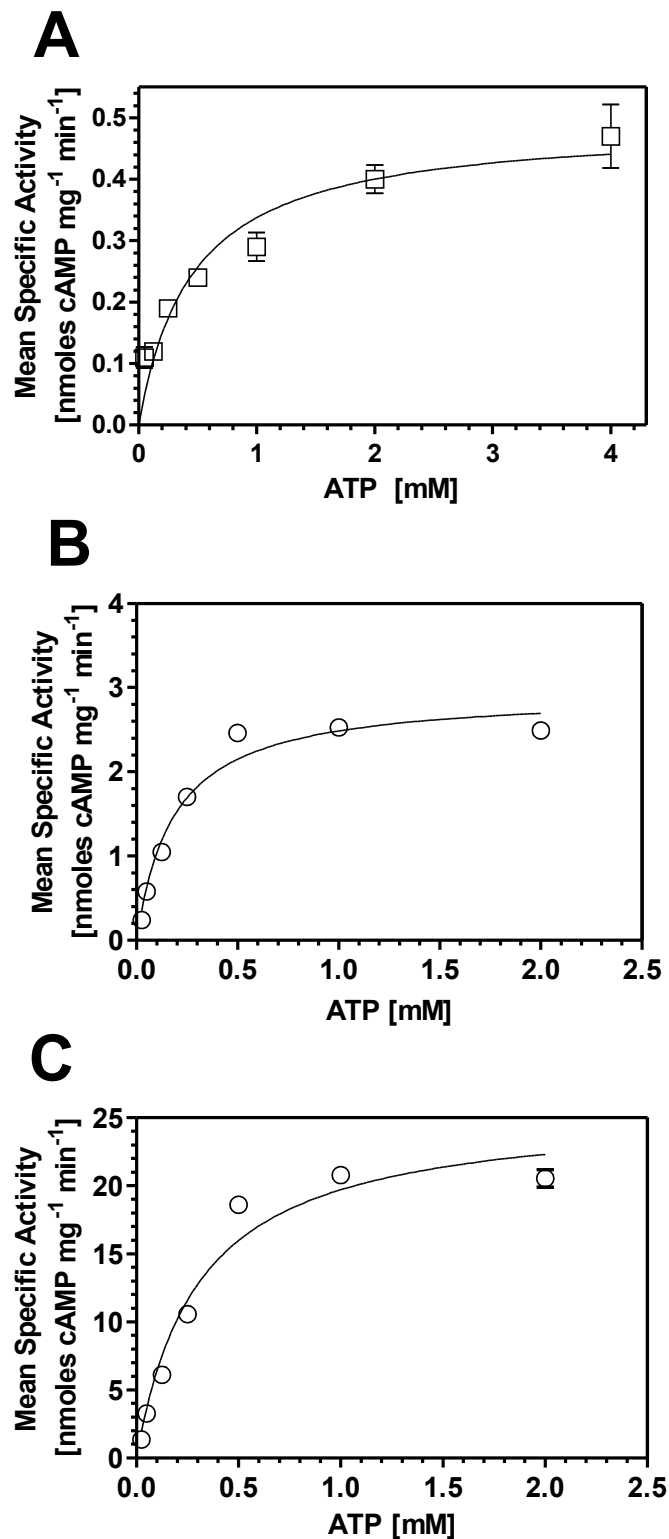 A
Mean Specific Activity
[nmoles cAMP mg⁻¹ min⁻¹]
0.5
0.4
0.3
0.2
0.1
0.0
0 1 2 3 4
ATP [mM]
B
Mean Specific Activity
[nmoles cAMP mg⁻¹ min⁻¹]
4
3
2
1
0
0.0 0.5 1.0 1.5 2.0 2.5
ATP [mM]
C
Mean Specific Activity
[nmoles cAMP mg⁻¹ min⁻¹]
25
20
15
10
5
0
0.0 0.5 1.0 1.5 2.0 2.5
ATP [mM]